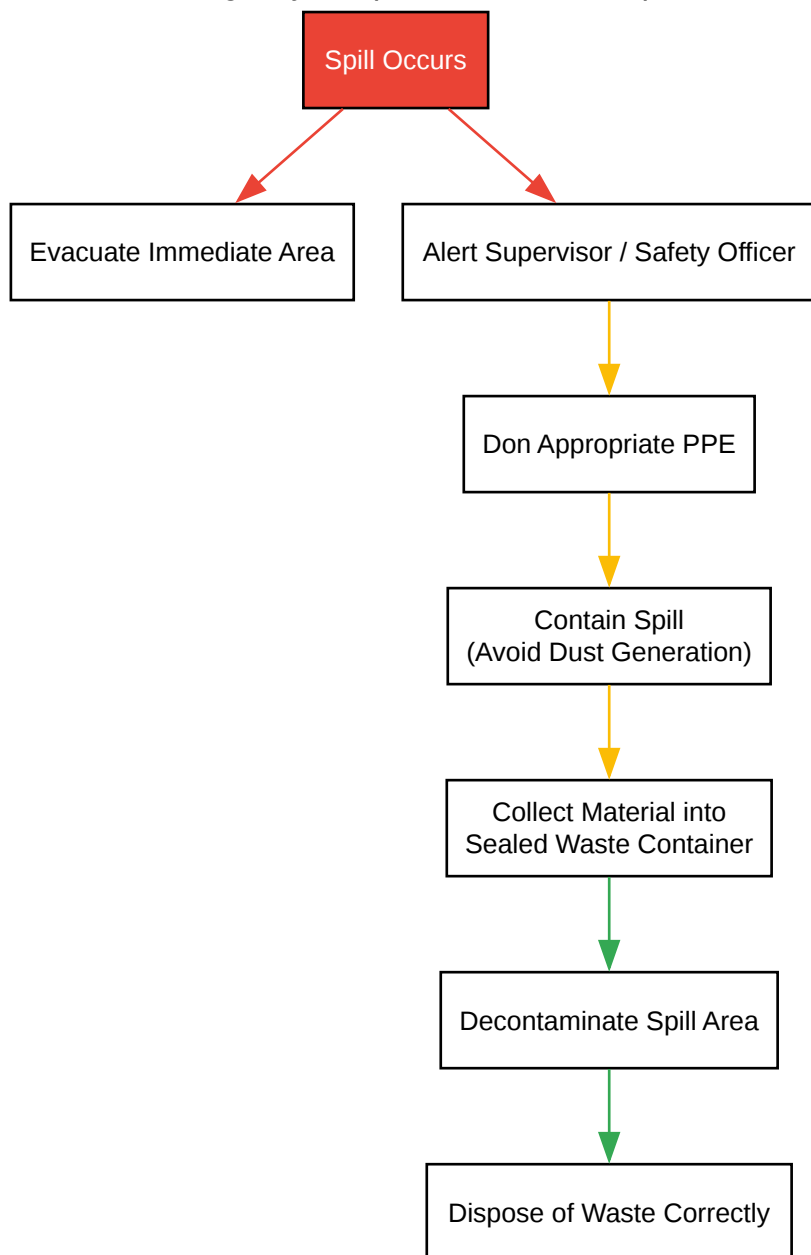 Spill Occurs
Evacuate Immediate Area
Alert Supervisor / Safety Officer
Don Appropriate PPE
Contain Spill
(Avoid Dust Generation)
Collect Material into
Sealed Waste Container
Decontaminate Spill Area
Dispose of Waste Correctly